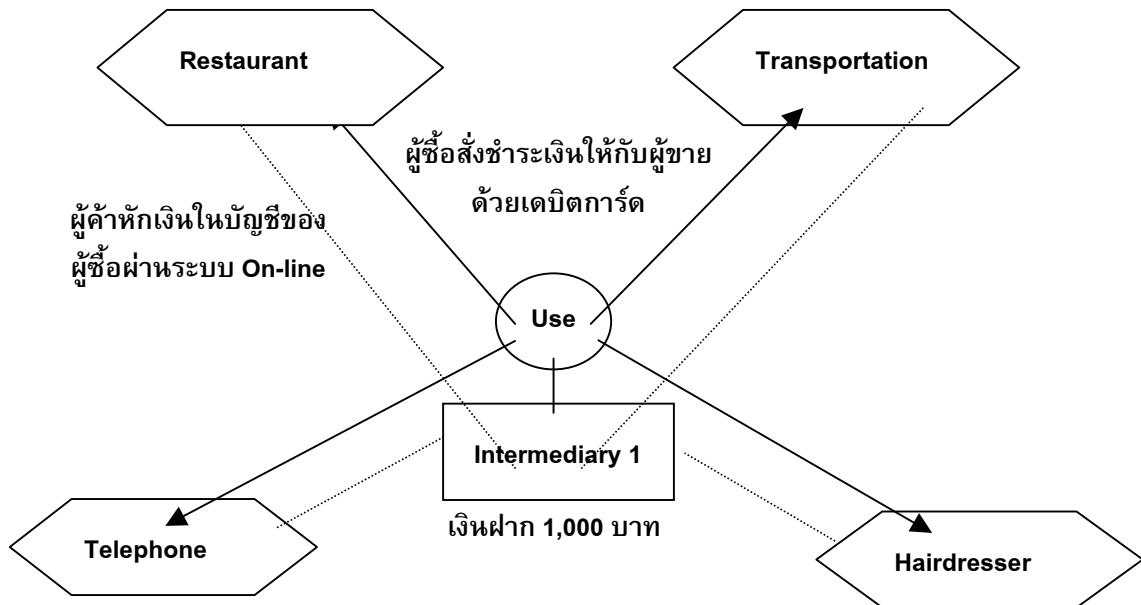 Restaurant
Transportation
ผู้ซื้อสั่งชำระเงินให้กับผู้ขาย
ด้วยเดบิตการ์ด
ผู้ค้าหักเงินในบัญชีของ
ผู้ซื้อผ่านระบบ On-line
Use
Intermediary 1
เงินฝาก 1,000 บาท
Telephone
Hairdresser